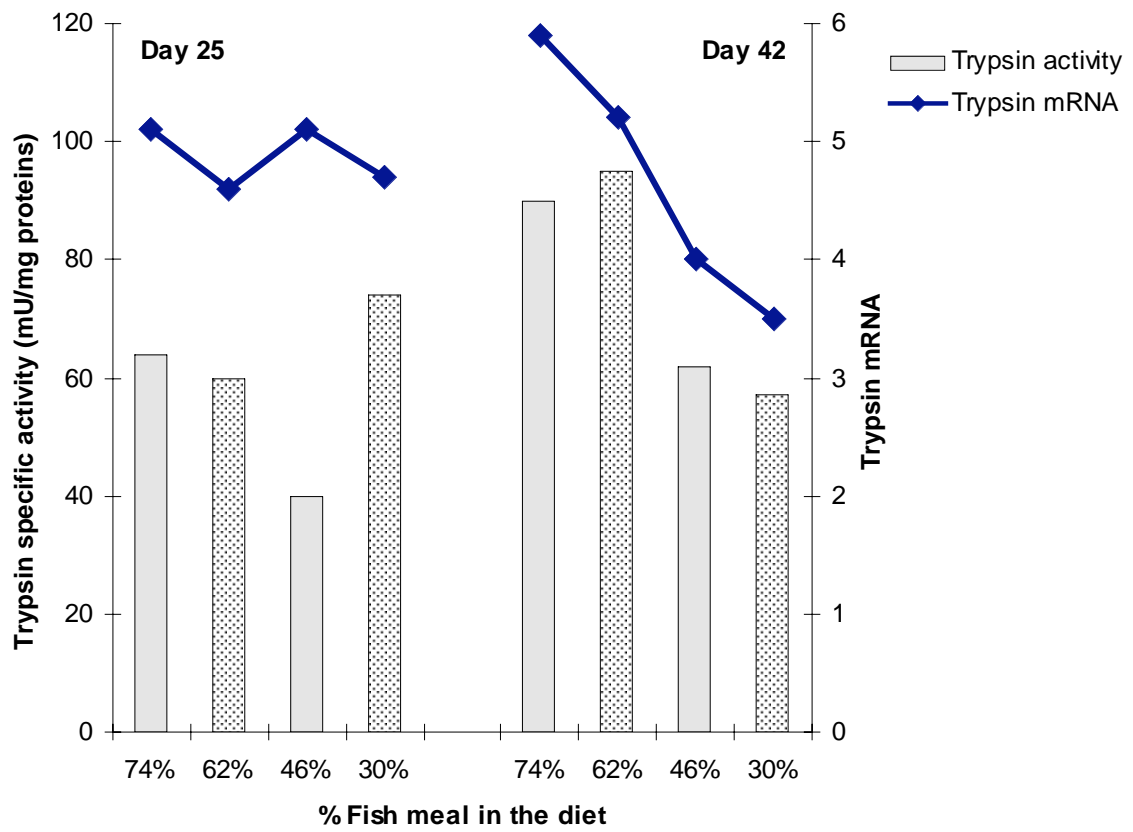 Day 25
Day 42
Trypsin activity
Trypsin mRNA
120
100
80
60
40
20
0
Trypsin specific activity (mU/mg proteins)
6
5
4
3
2
1
0
Trypsin mRNA
74% 62% 46% 30% 74% 62% 46% 30%
% Fish meal in the diet